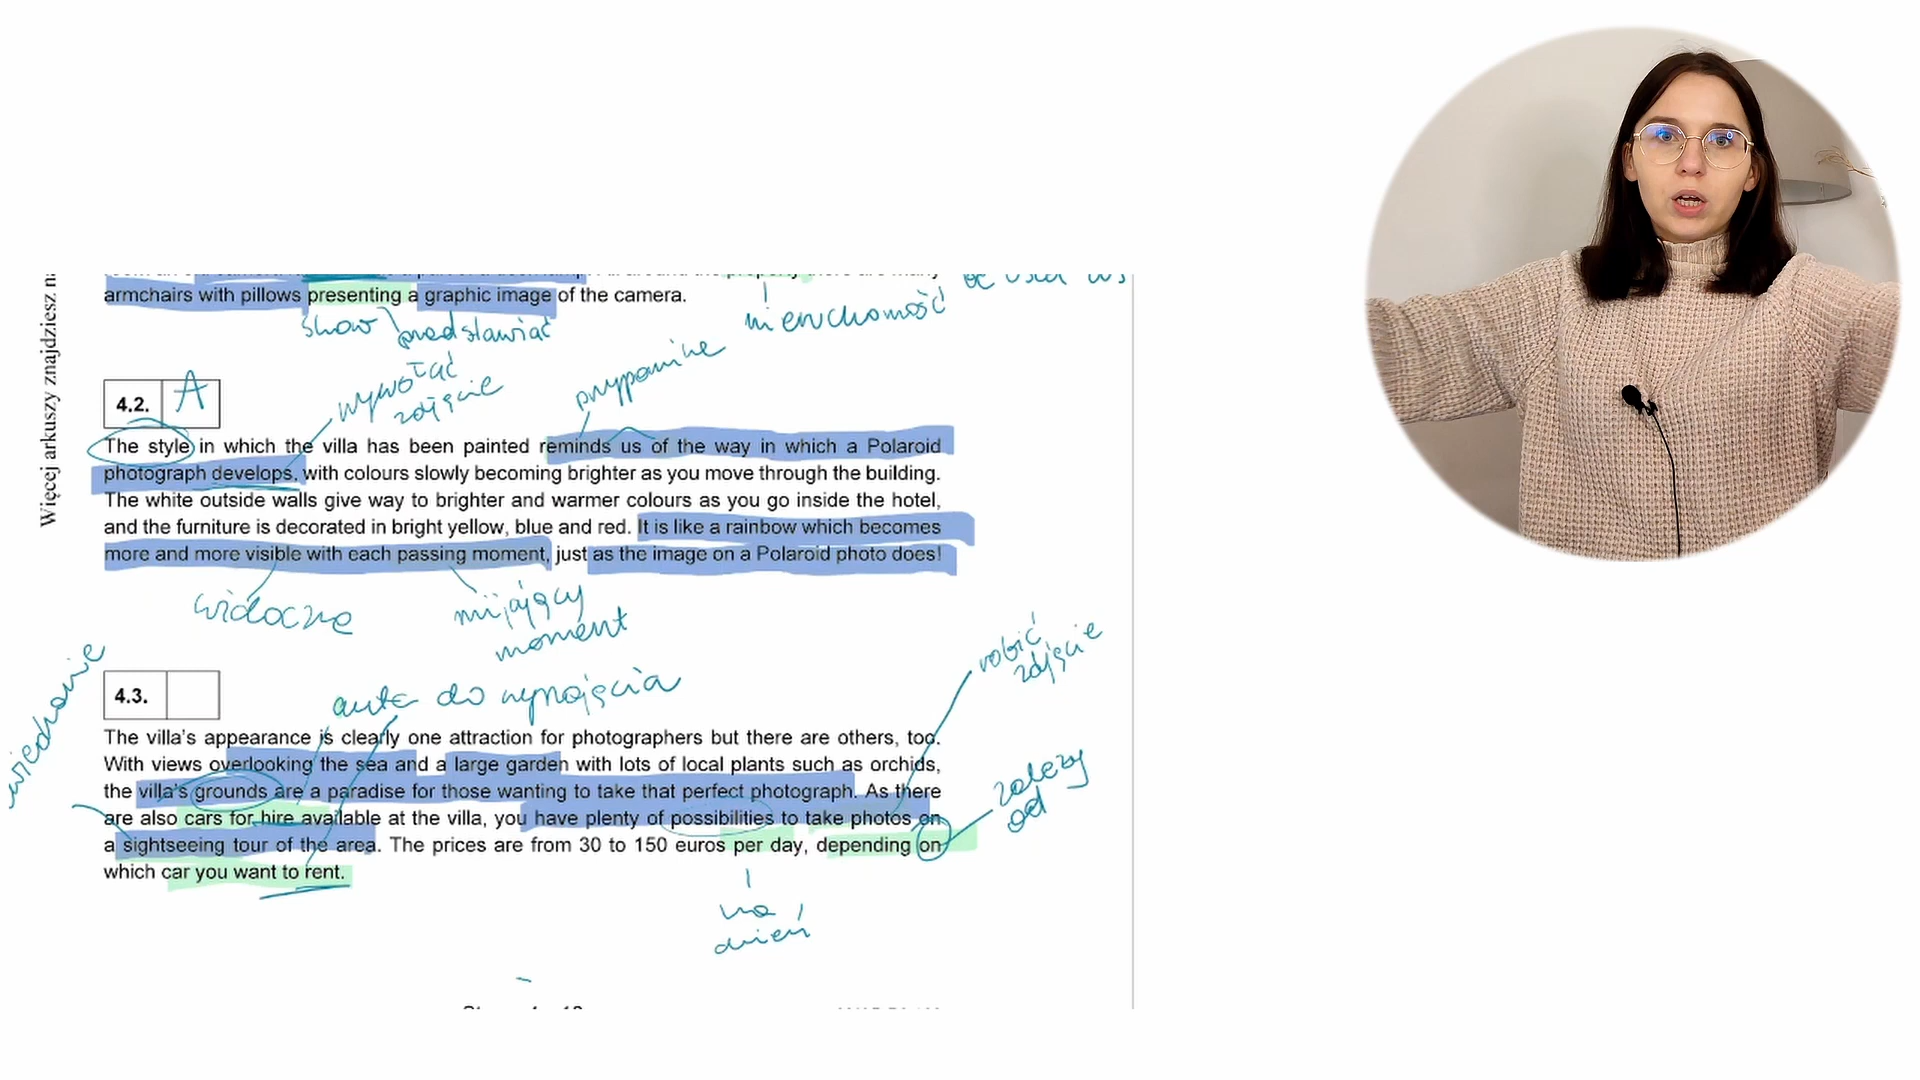 Więcej arkuszy znajdziesz n
armchairs with pillows presenting a graphic image of the camera.
show przedstawiać
nieruchomość
wywołać
zdjęcie
przypomina
4.2. A
The style in which the villa has been painted reminds us of the way in which a Polaroid
photograph develops, with colours slowly becoming brighter as you move through the building.
The white outside walls give way to brighter and warmer colours as you go inside the hotel,
and the furniture is decorated in bright yellow, blue and red. It is like a rainbow which becomes
more and more visible with each passing moment, just as the image on a Polaroid photo does!
widoczne
mijający
moment
robić
zdjęcie
4.3.
auta do wynajęcia
The villa's appearance is clearly one attraction for photographers but there are others, too.
With views overlooking the sea and a large garden with lots of local plants such as orchids,
the villa's grounds are a paradise for those wanting to take that perfect photograph. As there
are also cars for hire available at the villa, you have plenty of possibilities to take photos on
a sightseeing tour of the area. The prices are from 30 to 150 euros per day, depending on
which car you want to rent.
zależy
od
na
dzień